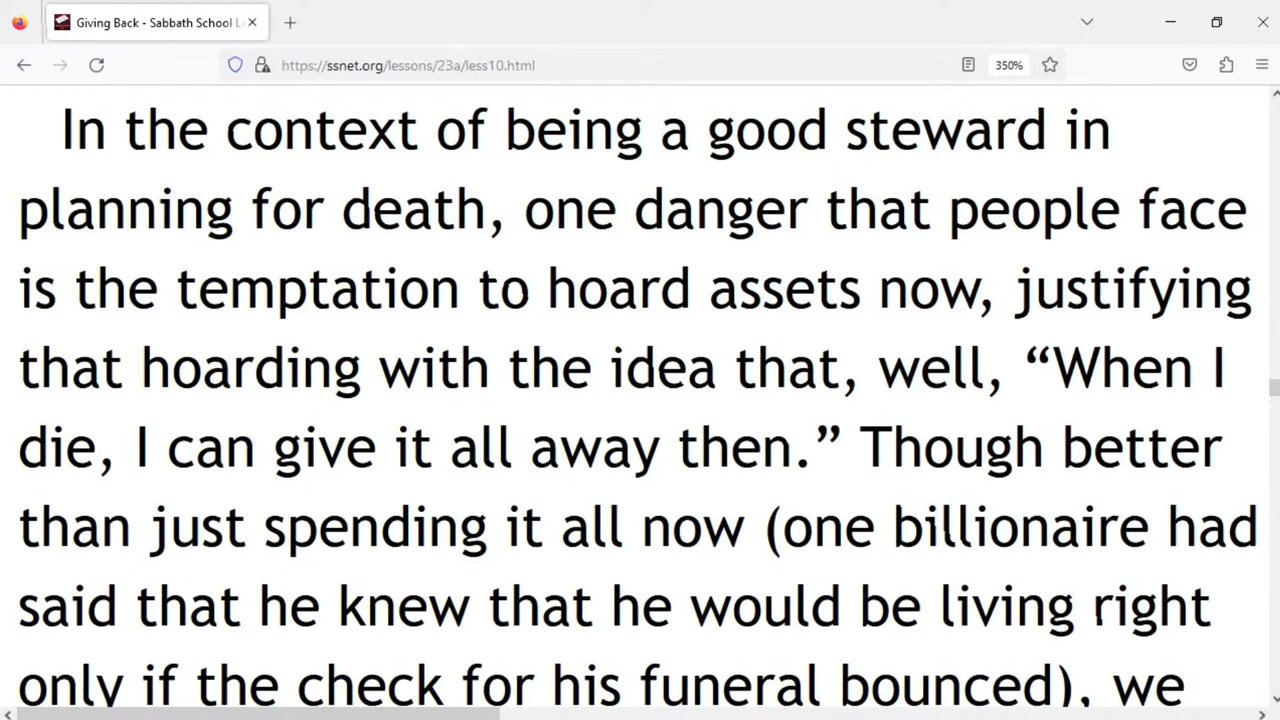 Giving Back - Sabbath School L
https://ssnet.org/lessons/23a/less10.html
350%
In the context of being a good steward in
planning for death, one danger that people face
is the temptation to hoard assets now, justifying
that hoarding with the idea that, well, “When I
die, I can give it all away then.” Though better
than just spending it all now (one billionaire had
said that he knew that he would be living right
only if the check for his funeral bounced), we